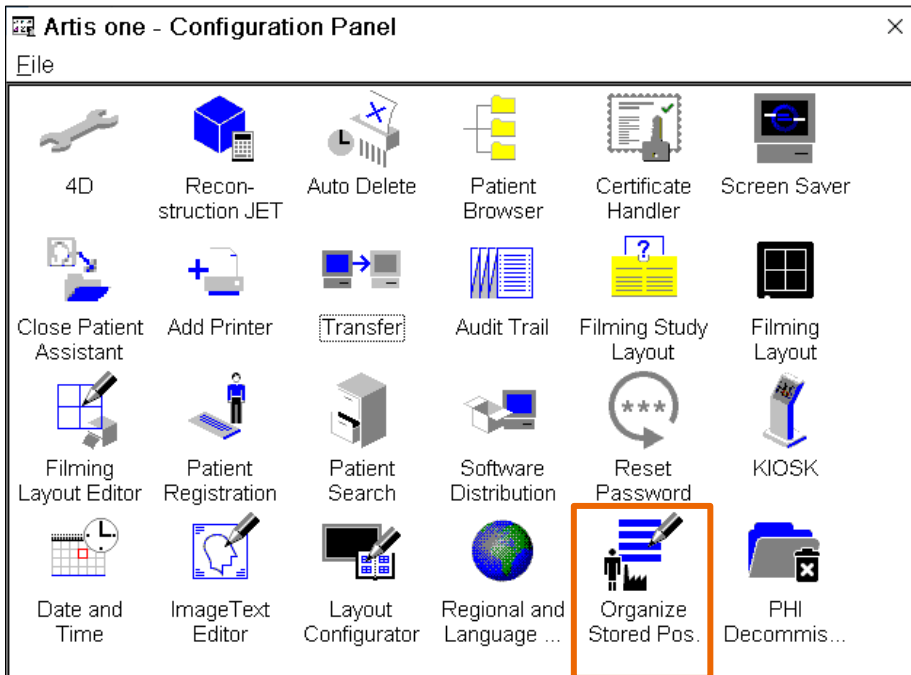 Artis one - Configuration Panel
File
4D
Recon-
struction JET
Auto Delete
Patient
Browser
Certificate
Handler
Screen Saver
?
Close Patient
Assistant
Add Printer
Transfer
Audit Trail
Filming Study
Layout
Filming
Layout
***
Filming
Layout Editor
Patient
Registration
Patient
Search
Software
Distribution
Reset
Password
KIOSK
Date and
Time
ImageText
Editor
Layout
Configurator
Regional and
Language ...
Organize
Stored Pos.
PHI
Decommis...